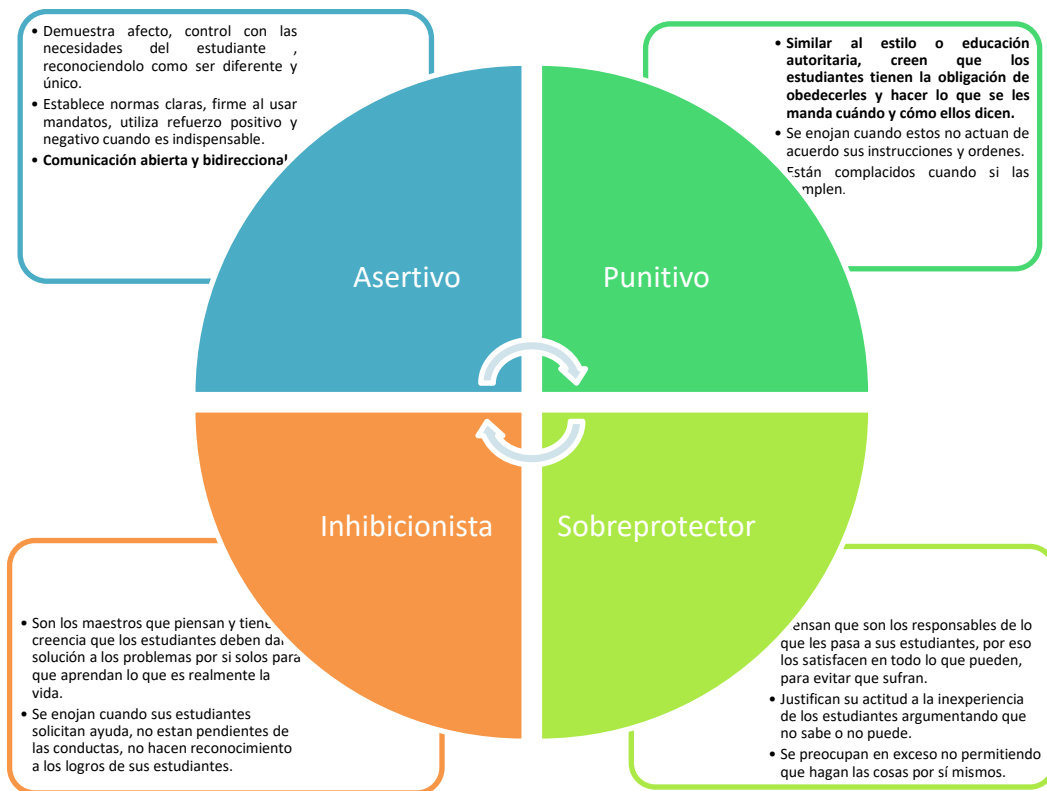 • Demuestra afecto, control con las
necesidades del estudiante ,
reconociendolo como ser diferente y
único.
• Establece normas claras, firme al usar
mandatos, utiliza refuerzo positivo y
negativo cuando es indispensable.
• Comunicación abierta y bidireccional
• Similar al estilo o educación
autoritaria, creen que los
estudiantes tienen la obligación de
obedecerles y hacer lo que se les
manda cuándo y cómo ellos dicen.
• Se enojan cuando estos no actuan de
acuerdo sus instrucciones y ordenes.
Están complacidos cuando si las
Asertivo
Punitivo
Inhibicionista
Sobreprotector
• Son los maestros que piensan y
creencia que los estudiantes deben dar
solución a los problemas por si solos para
que aprendan lo que es realmente la
vida.
• Se enojan cuando sus estudiantes
solicitan ayuda, no estan pendientes de
las conductas, no hacen reconocimiento
a los logros de sus estudiantes.
que son los responsables de lo
que les pasa a sus estudiantes, por eso
los satisfacen en todo lo que pueden,
para evitar que sufran.
• Justifican su actitud a la inexperiencia
de los estudiantes argumentando que
no sabe o no puede.
• Se preocupan en exceso no permitiendo
que hagan las cosas por sí mismos.